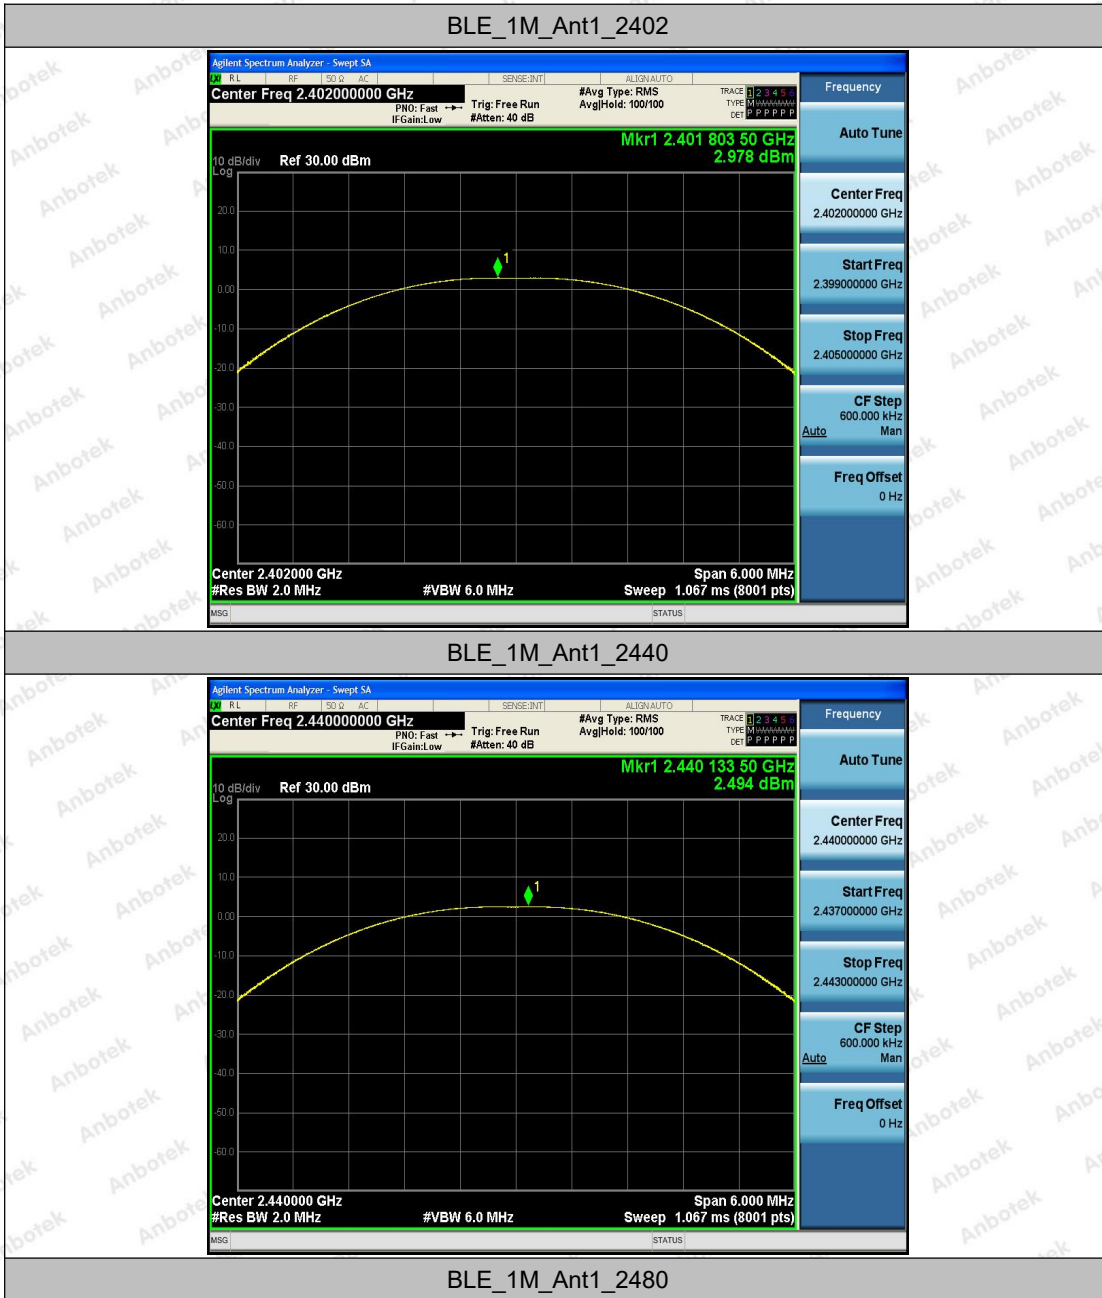 BLE_1M_Ant1_2402
Agilent Spectrum Analyzer - Swept SA
LXI RL RF 50 Ω AC SENSE:INT ALIGNAUTO
Center Freq 2.402000000 GHz
PNO: Fast
IFGain:Low
Trig: Free Run
#Atten: 40 dB
#Avg Type: RMS
Avg|Hold: 100/100
TRACE 1 2 3 4 5 6
TYPE M WWWWW
DET P P P P P P
Mkr1 2.401 803 50 GHz
2.978 dBm
10 dB/div Ref 30.00 dBm
Log
20.0
10.0
0.00
-10.0
-20.0
-30.0
-40.0
-50.0
-60.0
1
Center 2.402000 GHz Span 6.000 MHz
#Res BW 2.0 MHz #VBW 6.0 MHz Sweep 1.067 ms (8001 pts)
MSG STATUS
Frequency
Auto Tune
Center Freq
2.402000000 GHz
Start Freq
2.399000000 GHz
Stop Freq
2.405000000 GHz
CF Step
600.000 kHz
Auto Man
Freq Offset
0 Hz
BLE_1M_Ant1_2440
Agilent Spectrum Analyzer - Swept SA
LXI RL RF 50 Ω AC SENSE:INT ALIGNAUTO
Center Freq 2.440000000 GHz
PNO: Fast
IFGain:Low
Trig: Free Run
#Atten: 40 dB
#Avg Type: RMS
Avg|Hold: 100/100
TRACE 1 2 3 4 5 6
TYPE M WWWWW
DET P P P P P P
Mkr1 2.440 133 50 GHz
2.494 dBm
10 dB/div Ref 30.00 dBm
Log
20.0
10.0
0.00
-10.0
-20.0
-30.0
-40.0
-50.0
-60.0
1
Center 2.440000 GHz Span 6.000 MHz
#Res BW 2.0 MHz #VBW 6.0 MHz Sweep 1.067 ms (8001 pts)
MSG STATUS
Frequency
Auto Tune
Center Freq
2.440000000 GHz
Start Freq
2.437000000 GHz
Stop Freq
2.443000000 GHz
CF Step
600.000 kHz
Auto Man
Freq Offset
0 Hz
BLE_1M_Ant1_2480
Anbotek